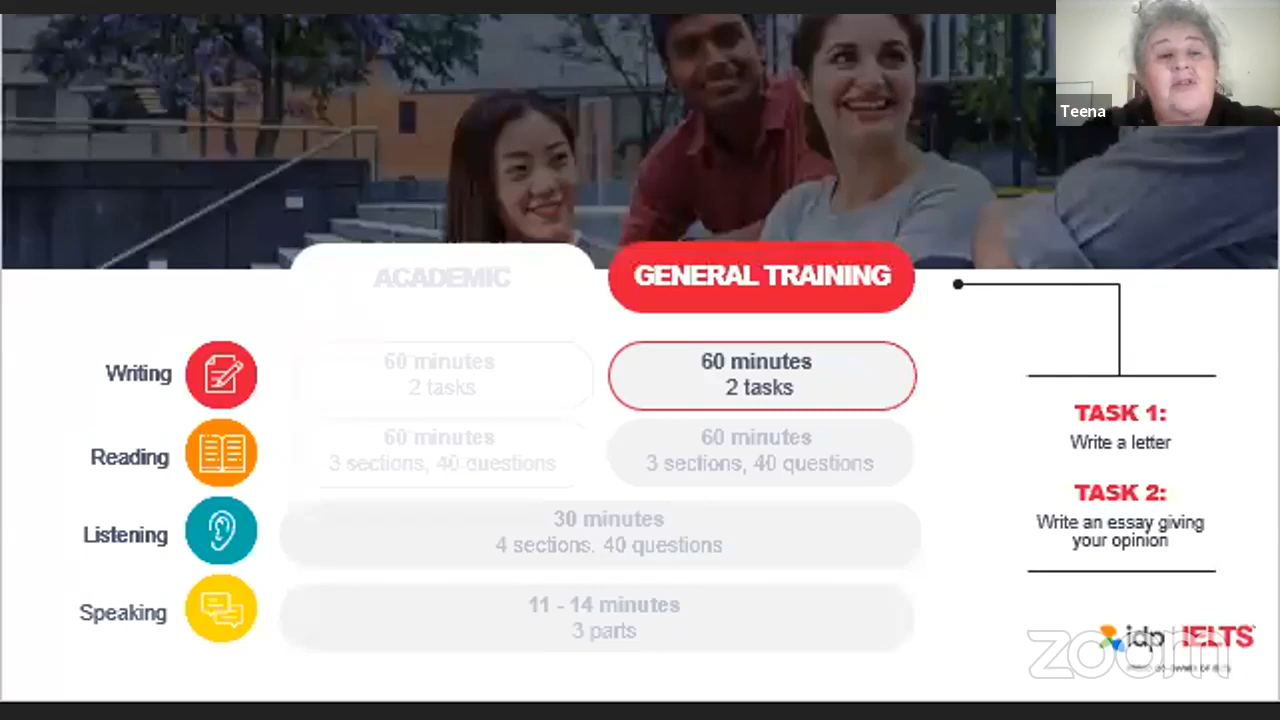 Teena
ACADEMIC
GENERAL TRAINING
Writing
60 minutes
2 tasks
60 minutes
2 tasks
TASK 1:
Write a letter
Reading
60 minutes
3 sections, 40 questions
60 minutes
3 sections, 40 questions
TASK 2:
Write an essay giving
your opinion
Listening
30 minutes
4 sections. 40 questions
Speaking
11 - 14 minutes
3 parts
idp IELTS
zoom